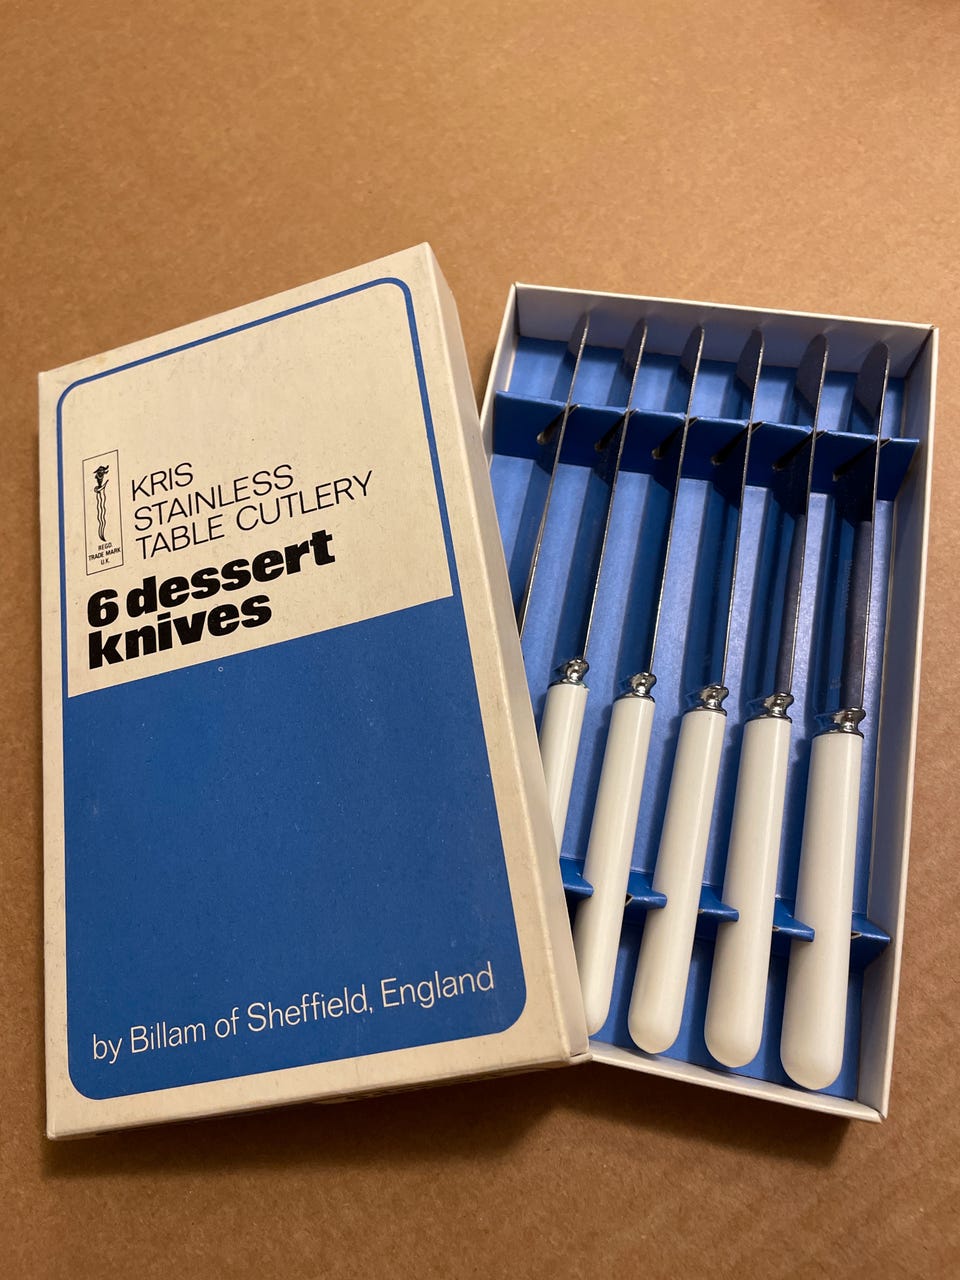 KRIS
STAINLESS
TABLE CUTLERY
REGD.
TRADE MARK
U.K.
6 dessert
knives
by Billam of Sheffield, England